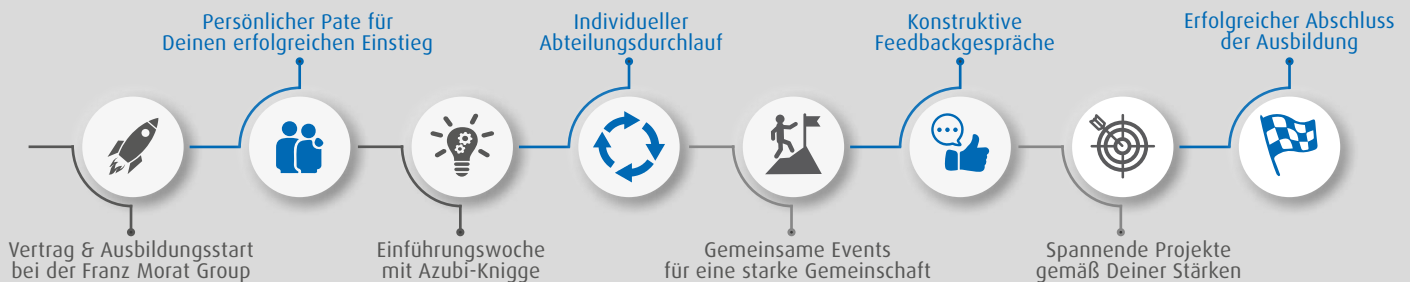 Persönlicher Pate für
Deinen erfolgreichen Einstieg
Individueller
Abteilungsdurchlauf
Konstruktive
Feedbackgespräche
Erfolgreicher Abschluss
der Ausbildung
Vertrag & Ausbildungsstart
bei der Franz Morat Group
Einführungswoche
mit Azubi-Knigge
Gemeinsame Events
für eine starke Gemeinschaft
Spannende Projekte
gemäß Deiner Stärken